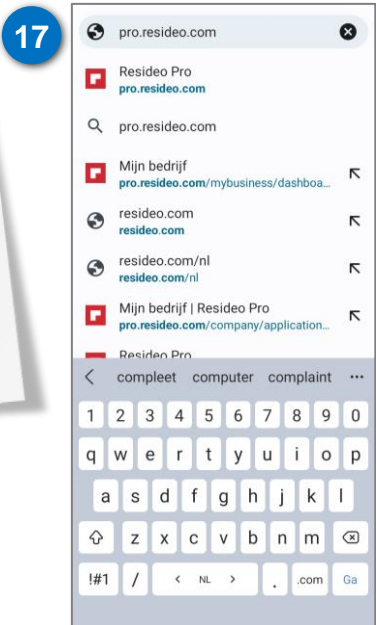 17
pro.resideo.com
Resideo Pro
pro.resideo.com
pro.resideo.com
Mijn bedrijf
pro.resideo.com/mybusiness/dashboa...
resideo.com
resideo.com
resideo.com/nl
resideo.com/nl
Mijn bedrijf | Resideo Pro
pro.resideo.com/company/application...
Resideo Pro
compleet computer complaint ...
1 2 3 4 5 6 7 8 9 0
q w e r t y u i o p
a s d f g h j k l
z x c v b n m
!#1 / < NL > . .com Ga